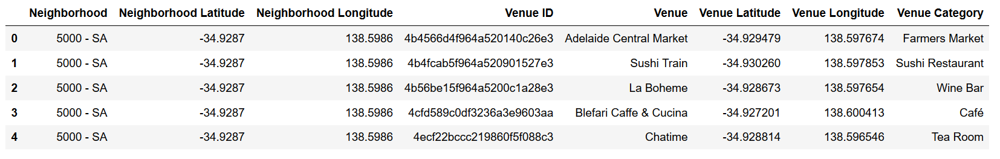 Neighborhood Neighborhood Latitude Neighborhood Longitude Venue ID Venue Venue Latitude Venue Longitude Venue Category
0 5000 - SA -34.9287 138.5986 4b4566d4f964a520140c26e3 Adelaide Central Market -34.929479 138.597674 Farmers Market
1 5000 - SA -34.9287 138.5986 4b4fcab5f964a520901527e3 Sushi Train -34.930260 138.597853 Sushi Restaurant
2 5000 - SA -34.9287 138.5986 4b56be15f964a5200c1a28e3 La Boheme -34.928673 138.597654 Wine Bar
3 5000 - SA -34.9287 138.5986 4cfd589c0df3236a3e9603aa Blefari Caffe & Cucina -34.927201 138.600413 Café
4 5000 - SA -34.9287 138.5986 4ecf22bccc219860f5f088c3 Chatime -34.928814 138.596546 Tea Room